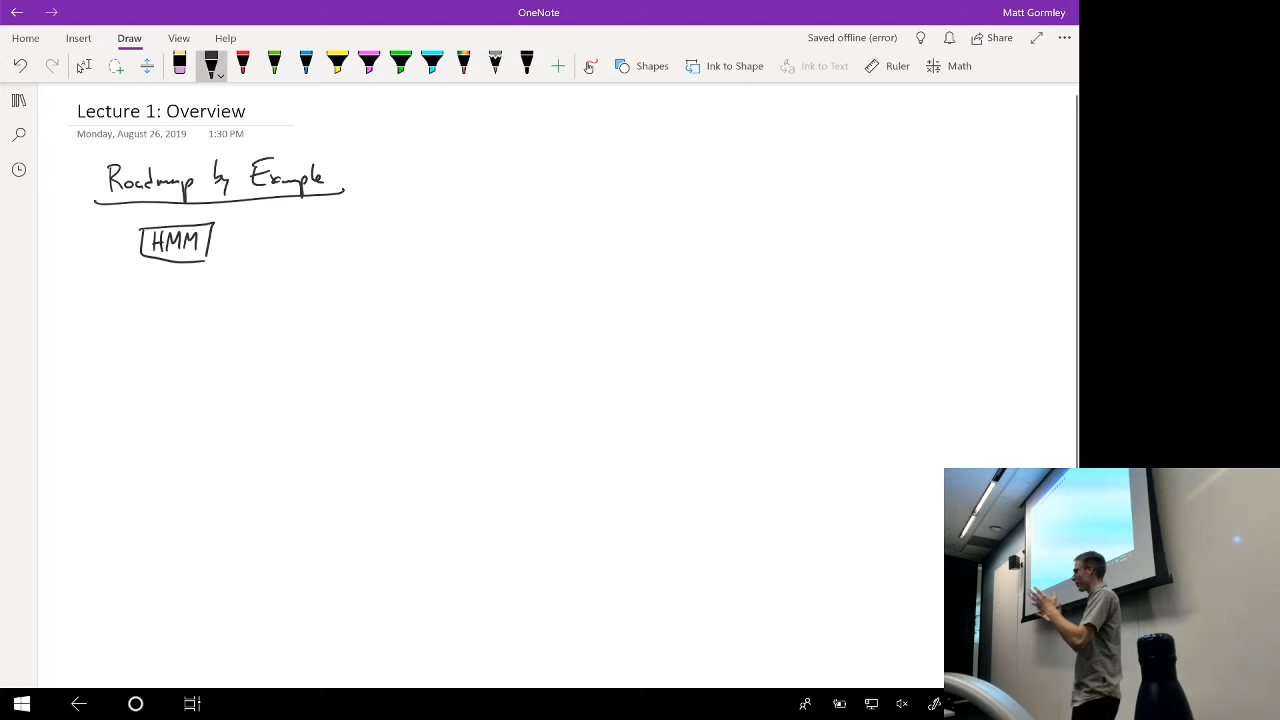 OneNote
Matt Gormley
Home Insert Draw View Help
Saved offline (error)
Share
Shapes
Ink to Shape
Ink to Text
Ruler
Math
Lecture 1: Overview
Monday, August 26, 2019 1:30 PM
Roadmap by Example
HMM